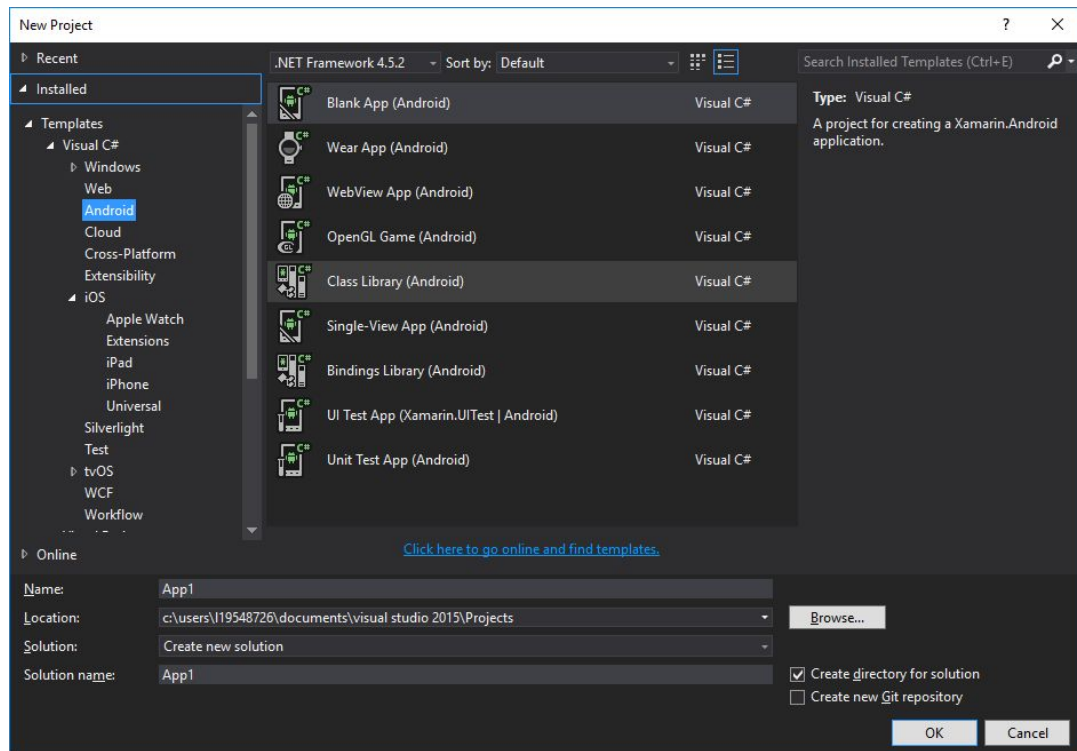 New Project
? ×
Recent
.NET Framework 4.5.2 Sort by: Default
Search Installed Templates (Ctrl+E)
Installed
Templates
Visual C#
Windows
Web
Android
Cloud
Cross-Platform
Extensibility
iOS
Apple Watch
Extensions
iPad
iPhone
Universal
Silverlight
Test
tvOS
WCF
Workflow
Online
Blank App (Android) Visual C#
Wear App (Android) Visual C#
WebView App (Android) Visual C#
OpenGL Game (Android) Visual C#
Class Library (Android) Visual C#
Single-View App (Android) Visual C#
Bindings Library (Android) Visual C#
UI Test App (Xamarin.UITest | Android) Visual C#
Unit Test App (Android) Visual C#
Click here to go online and find templates.
Type: Visual C#
A project for creating a Xamarin.Android
application.
Name: App1
Location: c:\users\l19548726\documents\visual studio 2015\Projects
Browse...
Solution: Create new solution
Solution name: App1
Create directory for solution
Create new Git repository
OK Cancel